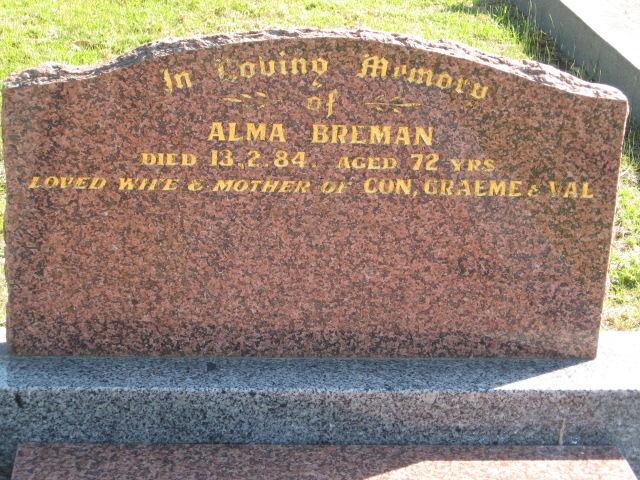 In Loving Memory
of
ALMA BREMAN
DIED 13.2.84. AGED 72 YRS
LOVED WIFE & MOTHER OF CON, GRAEME & VAL